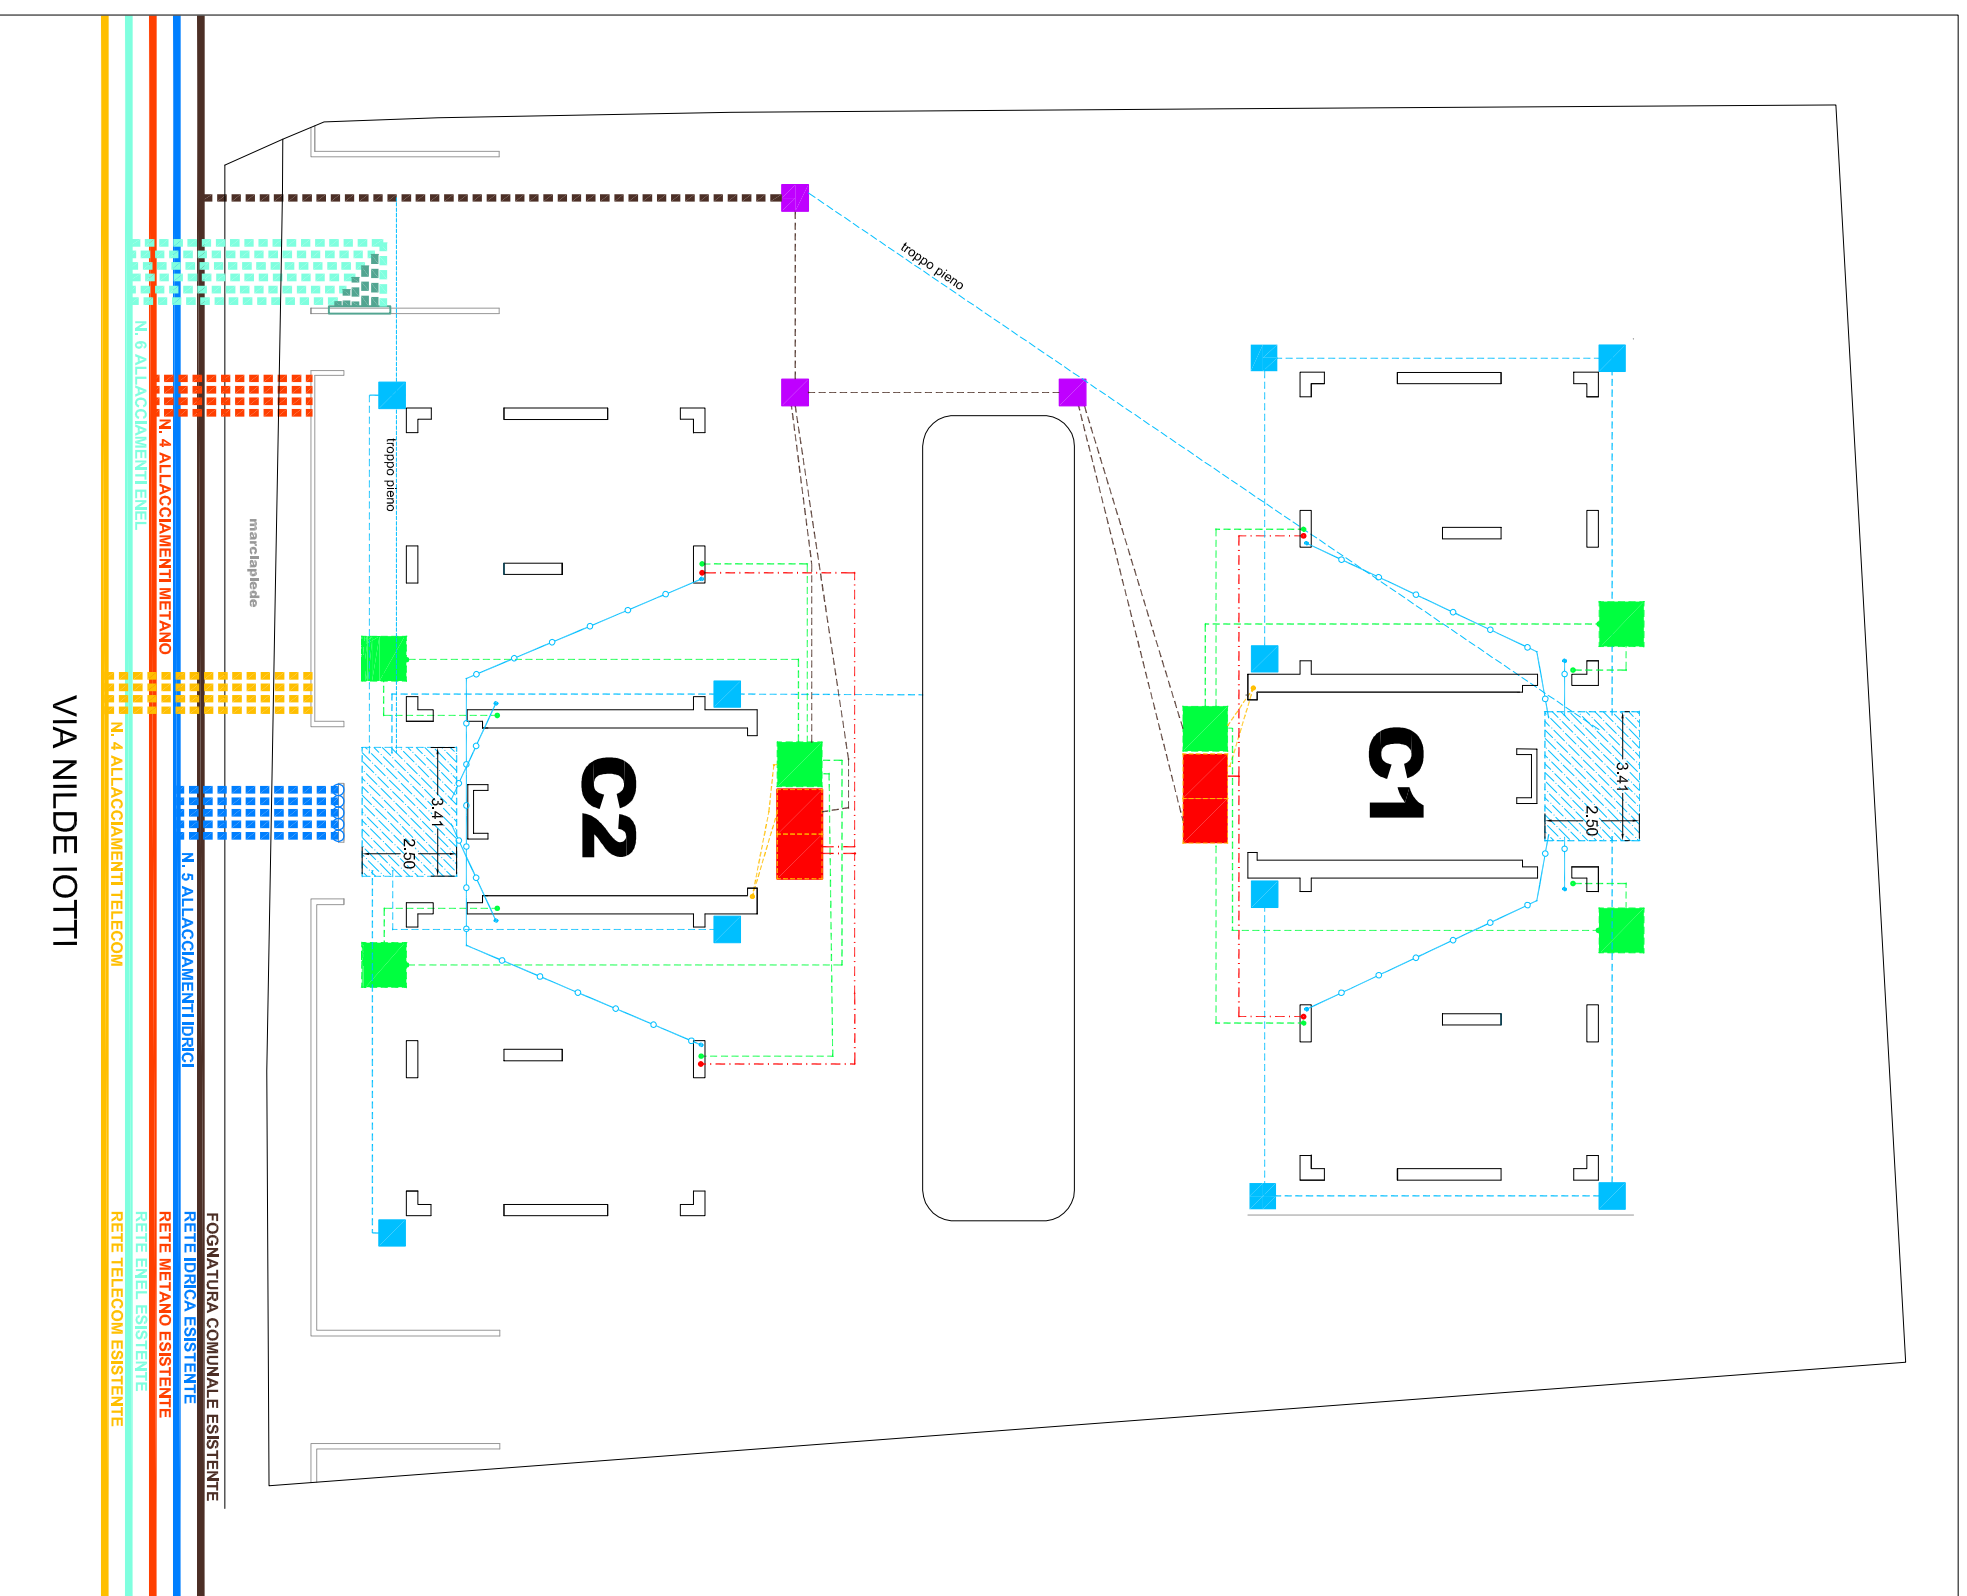 VIA NILDE IOTTI
N. 6 ALLACCIAMENTI ENEL
N. 4 ALLACCIAMENTI METANO
N. 4 ALLACCIAMENTI TELECOM
N. 5 ALLACCIAMENTI IDRICI
RETE TELECOM ESISTENTE
RETE ENEL ESISTENTE
RETE METANO ESISTENTE
RETE IDRICA ESISTENTE
FOGNATURA COMUNALE ESISTENTE
marciapiede
troppo pieno
troppo pieno
C2
3.41
2.50
C1
3.41
2.50